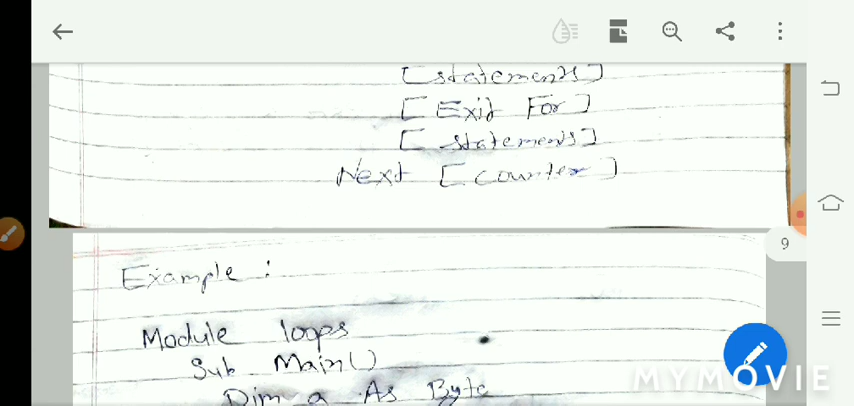 [statements]
[Exit For]
[statements]
Next [counter]
9
Example :
Module loops
Sub Main()
Dim a As Byte
MYMOVIE